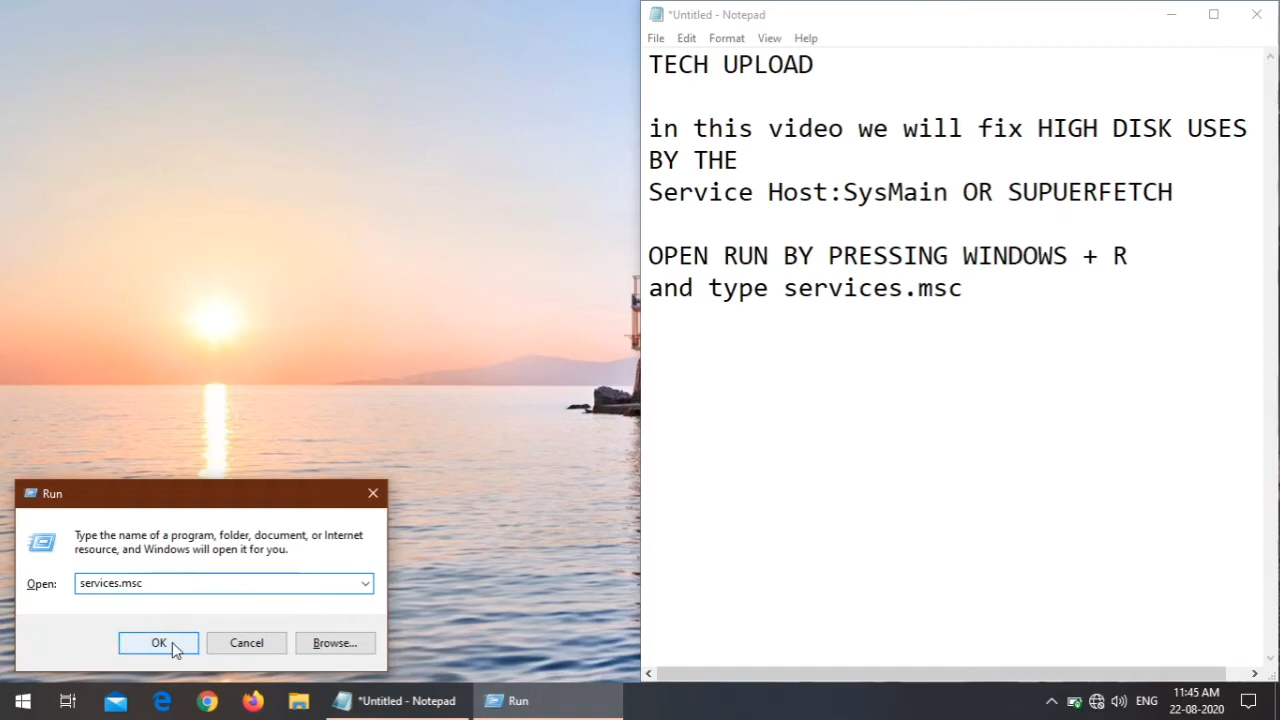 *Untitled - Notepad
File Edit Format View Help
TECH UPLOAD
in this video we will fix HIGH DISK USES
BY THE
Service Host:SysMain OR SUPUERFETCH
OPEN RUN BY PRESSING WINDOWS + R
and type services.msc
Run
Type the name of a program, folder, document, or Internet
resource, and Windows will open it for you.
Open: services.msc
OK Cancel Browse...
*Untitled - Notepad Run ENG 11:45 AM
22-08-2020